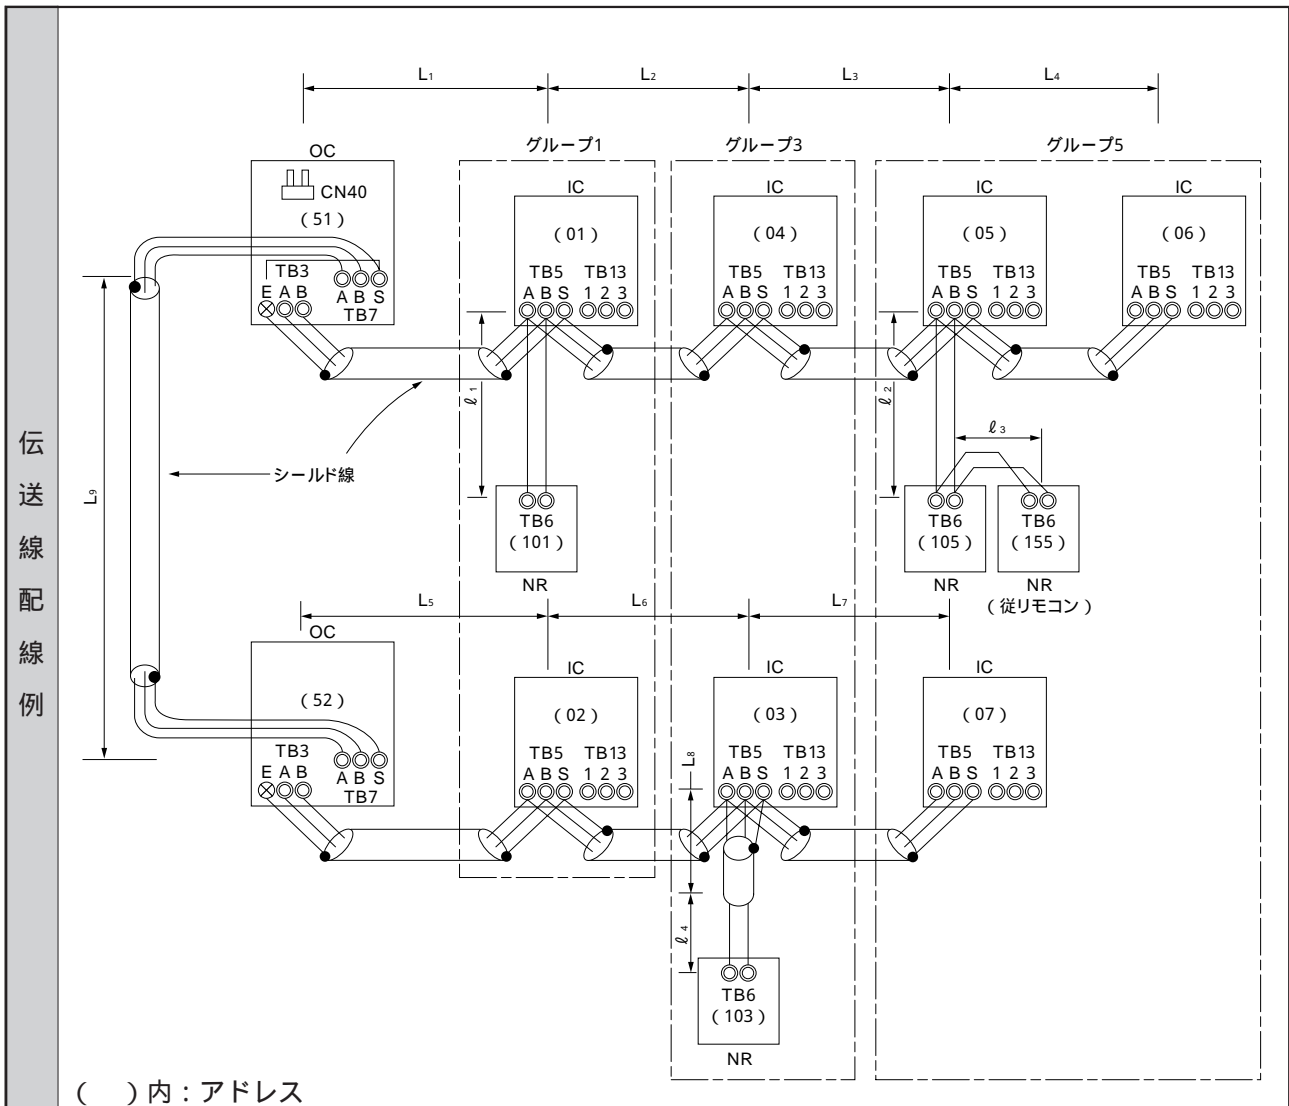 伝送線配線例
L1 L2 L3 L4
グループ1 グループ3 グループ5
OC
CN40
(51)
TB3
E A B
A B S
TB7
IC
(01)
TB5 TB13
A B S 1 2 3
IC
(04)
TB5 TB13
A B S 1 2 3
IC
(05)
TB5 TB13
A B S 1 2 3
IC
(06)
TB5 TB13
A B S 1 2 3
L9
シールド線
ℓ1
TB6
(101)
NR
ℓ2
ℓ3
TB6
(105)
NR
TB6
(155)
NR
(従リモコン)
L5 L6 L7
OC
(52)
TB3
E A B
A B S
TB7
IC
(02)
TB5 TB13
A B S 1 2 3
IC
(03)
TB5 TB13
A B S 1 2 3
IC
(07)
TB5 TB13
A B S 1 2 3
L8
ℓ4
TB6
(103)
NR
( )内:アドレス